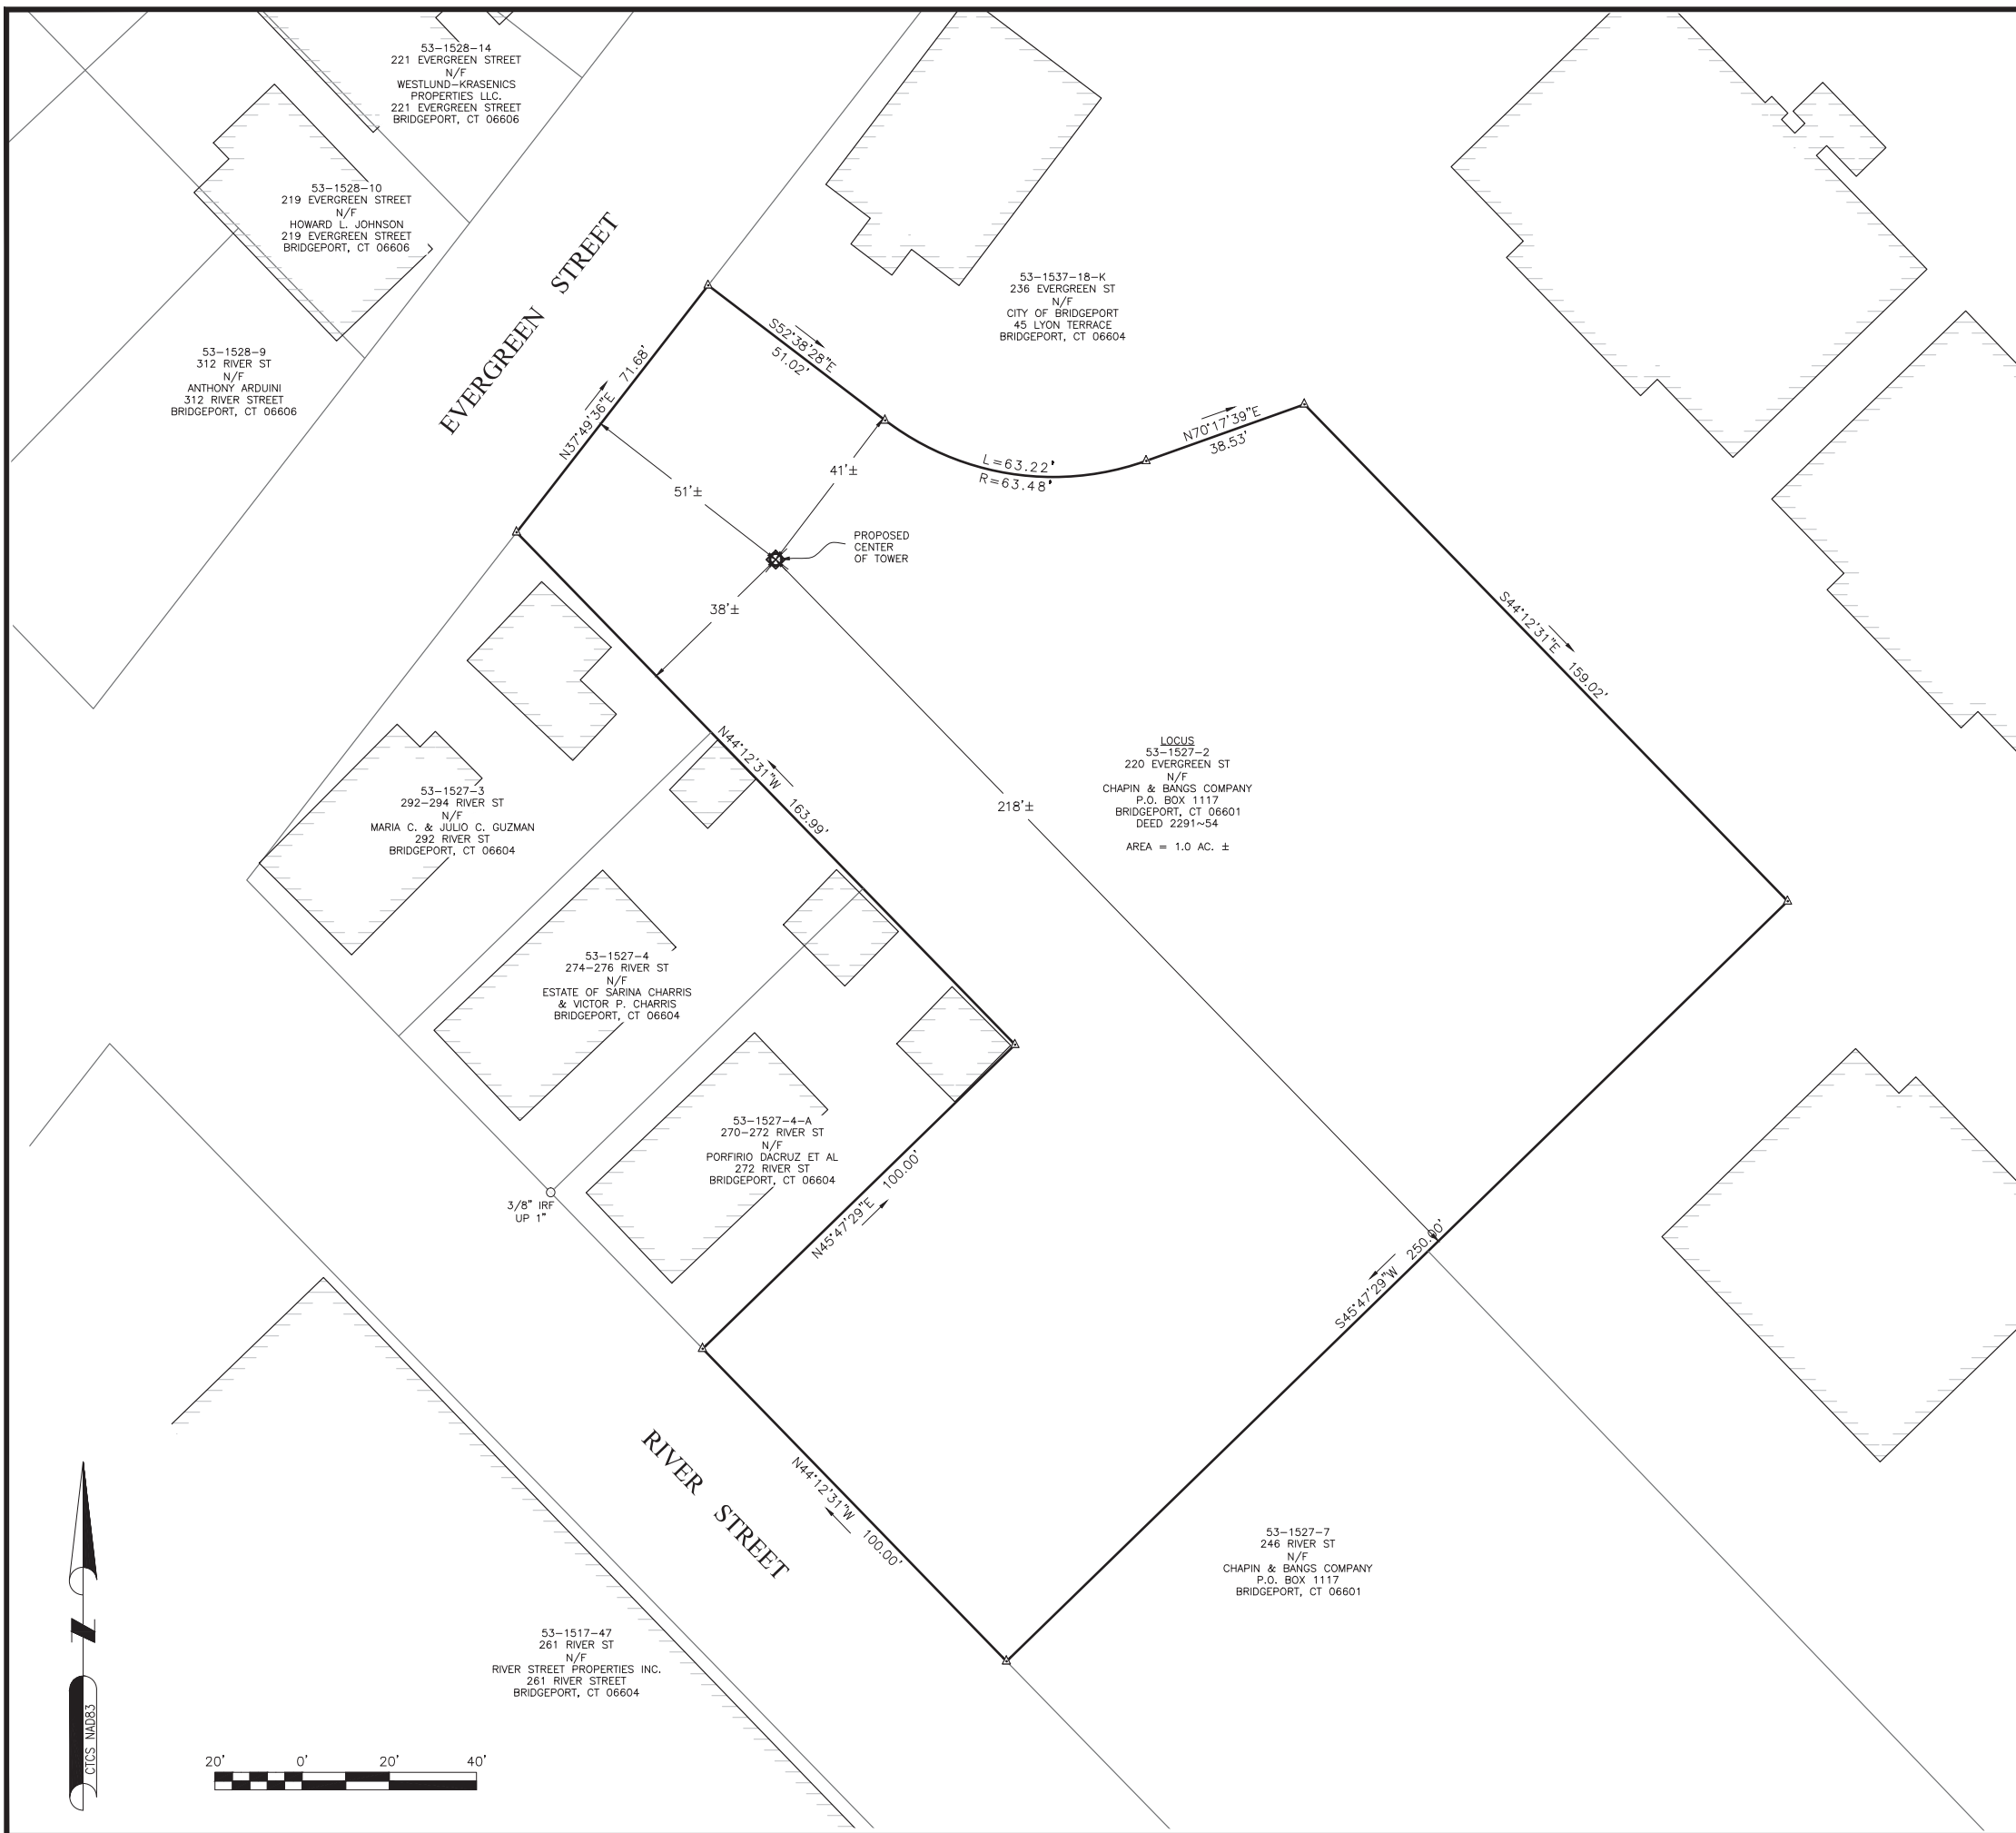 53-1528-14
221 EVERGREEN STREET
N/F
WESTLUND-KRASENICS
PROPERTIES LLC.
221 EVERGREEN STREET
BRIDGEPORT, CT 06606
53-1528-10
219 EVERGREEN STREET
N/F
HOWARD L. JOHNSON
219 EVERGREEN STREET
BRIDGEPORT, CT 06606
53-1528-9
312 RIVER ST
N/F
ANTHONY ARDUINI
312 RIVER STREET
BRIDGEPORT, CT 06606
EVERGREEN STREET
53-1537-18-K
236 EVERGREEN ST
N/F
CITY OF BRIDGEPORT
45 LYON TERRACE
BRIDGEPORT, CT 06604
N37°49'36"E 71.68'
S52°38'28"E
51.02'
L=63.22'
R=63.48'
N70°17'39"E
38.53'
41'±
51'±
38'±
PROPOSED
CENTER
OF TOWER
S44°12'31"E 159.02'
218'±
LOCUS
53-1527-2
220 EVERGREEN ST
N/F
CHAPIN & BANGS COMPANY
P.O. BOX 1117
BRIDGEPORT, CT 06601
DEED 2291~54
AREA = 1.0 AC. ±
N44°12'31"W 163.99'
53-1527-3
292-294 RIVER ST
N/F
MARIA C. & JULIO C. GUZMAN
292 RIVER ST
BRIDGEPORT, CT 06604
53-1527-4
274-276 RIVER ST
N/F
ESTATE OF SARINA CHARRIS
& VICTOR P. CHARRIS
BRIDGEPORT, CT 06604
53-1527-4-A
270-272 RIVER ST
N/F
PORFIRIO DACRUZ ET AL
272 RIVER ST
BRIDGEPORT, CT 06604
3/8" IRF
UP 1"
N45°47'29"E 100.00'
S45°47'29"W 250.00'
RIVER STREET
N44°12'31"W 100.00'
53-1527-7
246 RIVER ST
N/F
CHAPIN & BANGS COMPANY
P.O. BOX 1117
BRIDGEPORT, CT 06601
53-1517-47
261 RIVER ST
N/F
RIVER STREET PROPERTIES INC.
261 RIVER STREET
BRIDGEPORT, CT 06604
N
CTCS NAD83
20' 0' 20' 40'